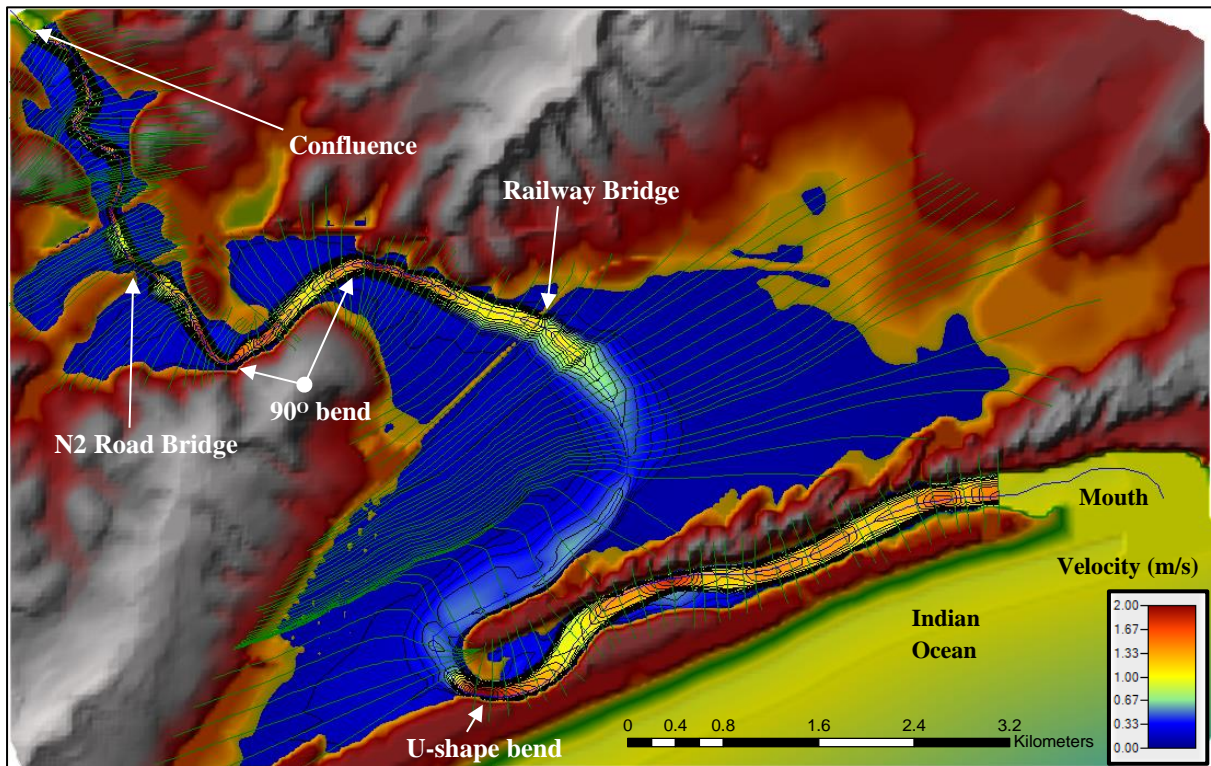 Confluence
Railway Bridge
90° bend
N2 Road Bridge
Mouth
Velocity (m/s)
2.00
1.67
1.33
1.00
0.67
0.33
0.00
Indian
Ocean
0 0.4 0.8 1.6 2.4 3.2
Kilometers
U-shape bend